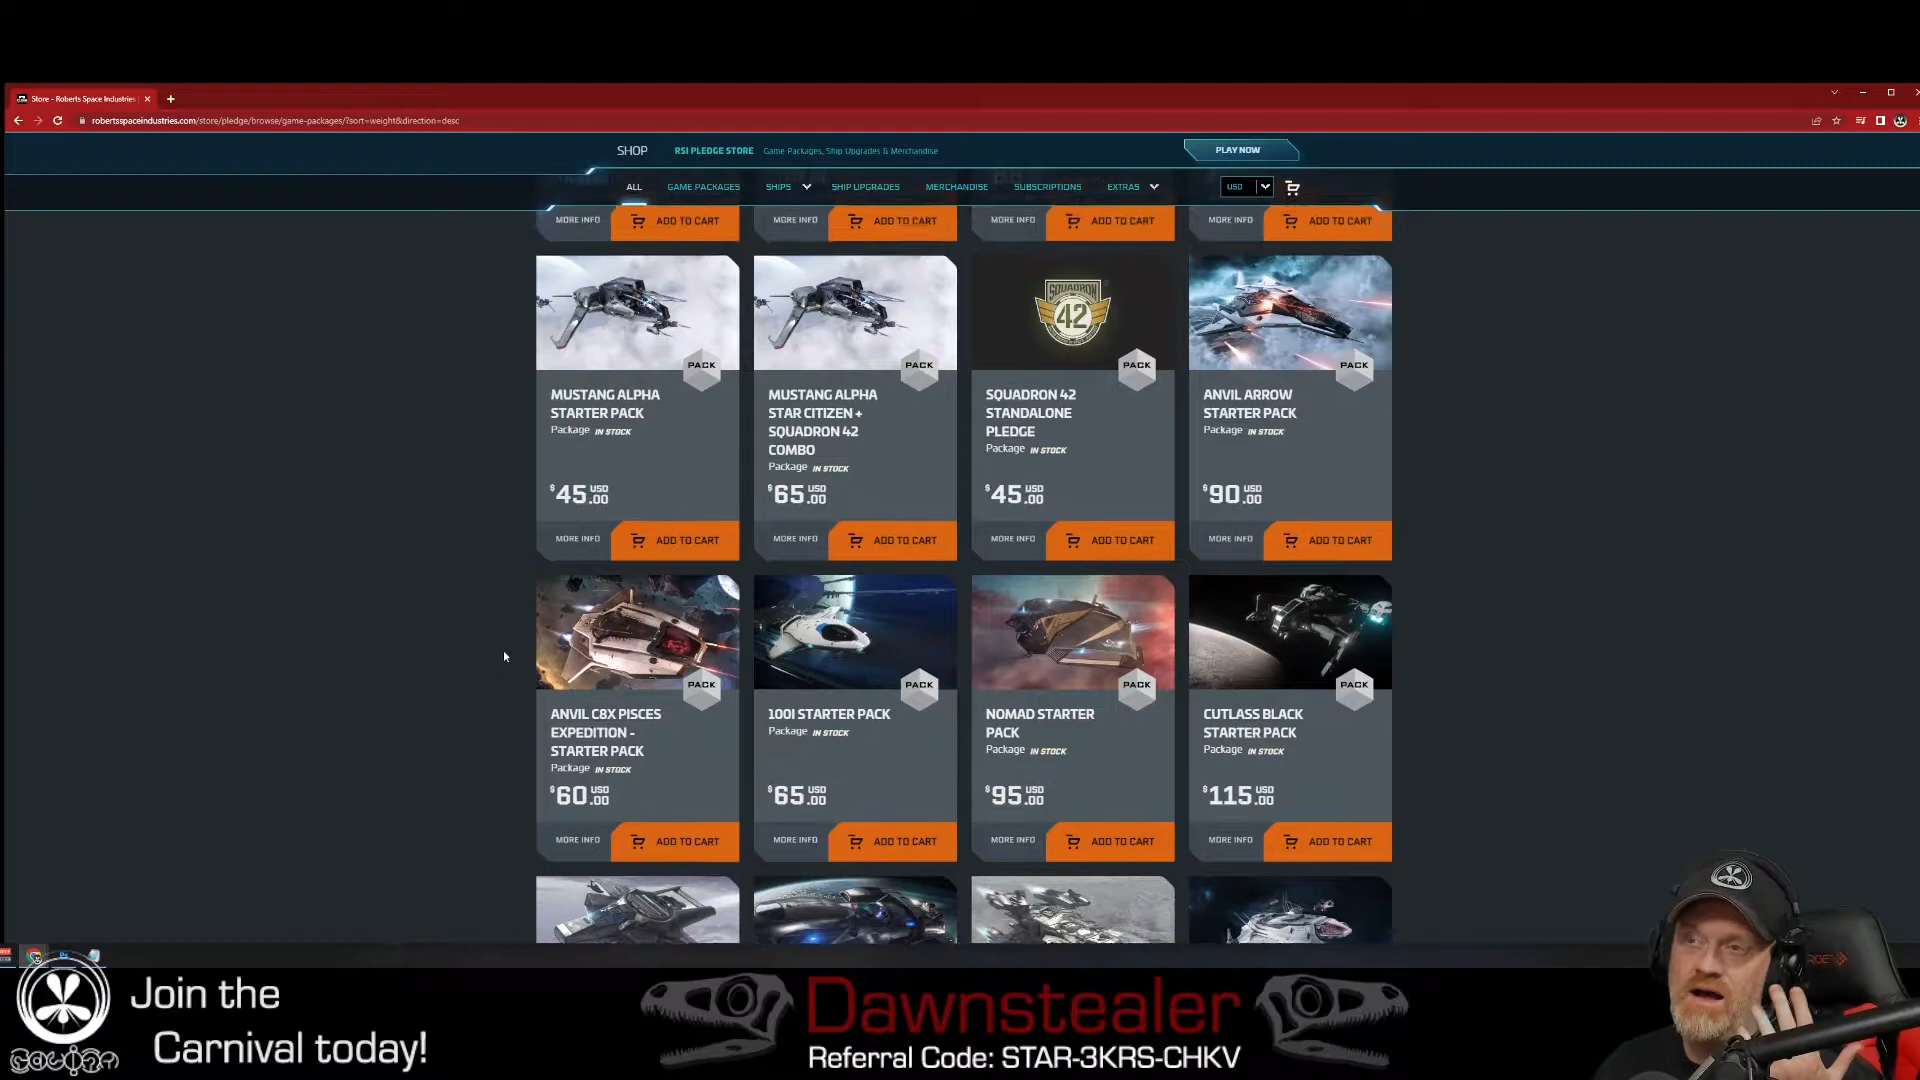 Store - Roberts Space Industries
robertsspaceindustries.com/store/pledge/browse/game-packages/?sort=weight&direction=desc
SHOP
RSI PLEDGE STORE
Game Packages, Ship Upgrades & Merchandise
PLAY NOW
ALL
GAME PACKAGES
SHIPS
SHIP UPGRADES
MERCHANDISE
SUBSCRIPTIONS
EXTRAS
USD
MORE INFO
ADD TO CART
MORE INFO
ADD TO CART
MORE INFO
ADD TO CART
MORE INFO
ADD TO CART
PACK
MUSTANG ALPHA
STARTER PACK
Package IN STOCK
$45.00 USD
MORE INFO
ADD TO CART
PACK
MUSTANG ALPHA
STAR CITIZEN +
SQUADRON 42
COMBO
Package IN STOCK
$65.00 USD
MORE INFO
ADD TO CART
SQUADRON
42
PACK
SQUADRON 42
STANDALONE
PLEDGE
Package IN STOCK
$45.00 USD
MORE INFO
ADD TO CART
PACK
ANVIL ARROW
STARTER PACK
Package IN STOCK
$90.00 USD
MORE INFO
ADD TO CART
PACK
ANVIL C8X PISCES
EXPEDITION -
STARTER PACK
Package IN STOCK
$60.00 USD
MORE INFO
ADD TO CART
PACK
100I STARTER PACK
Package IN STOCK
$65.00 USD
MORE INFO
ADD TO CART
PACK
NOMAD STARTER
PACK
Package IN STOCK
$95.00 USD
MORE INFO
ADD TO CART
PACK
CUTLASS BLACK
STARTER PACK
Package IN STOCK
$115.00 USD
MORE INFO
ADD TO CART
Join the
Carnival today!
Dawnstealer
Referral Code: STAR-3KRS-CHKV